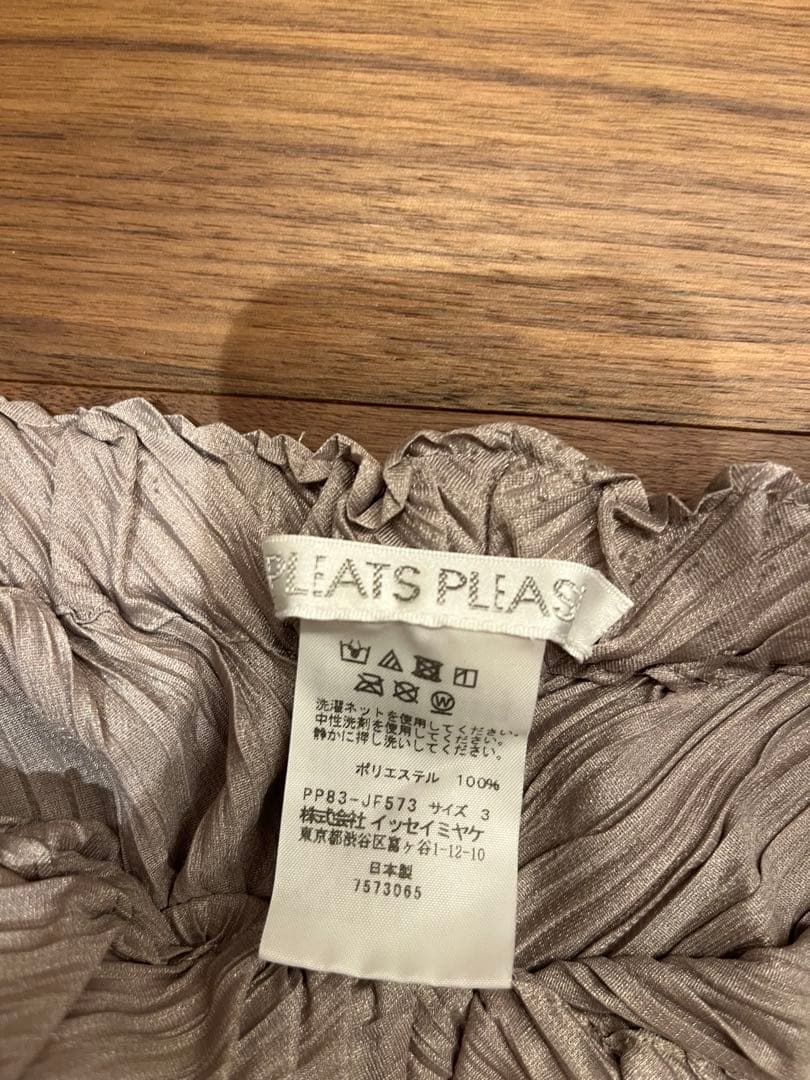 PLEATS PLEAS
洗濯ネットを使用してください。
中性洗剤を使用してください。
静かに押し洗いしてください。
ポリエステル 100%
PP83-JF573 サイズ 3
株式会社 イッセイミヤケ
東京都渋谷区富ヶ谷1-12-10
日本製
7573065